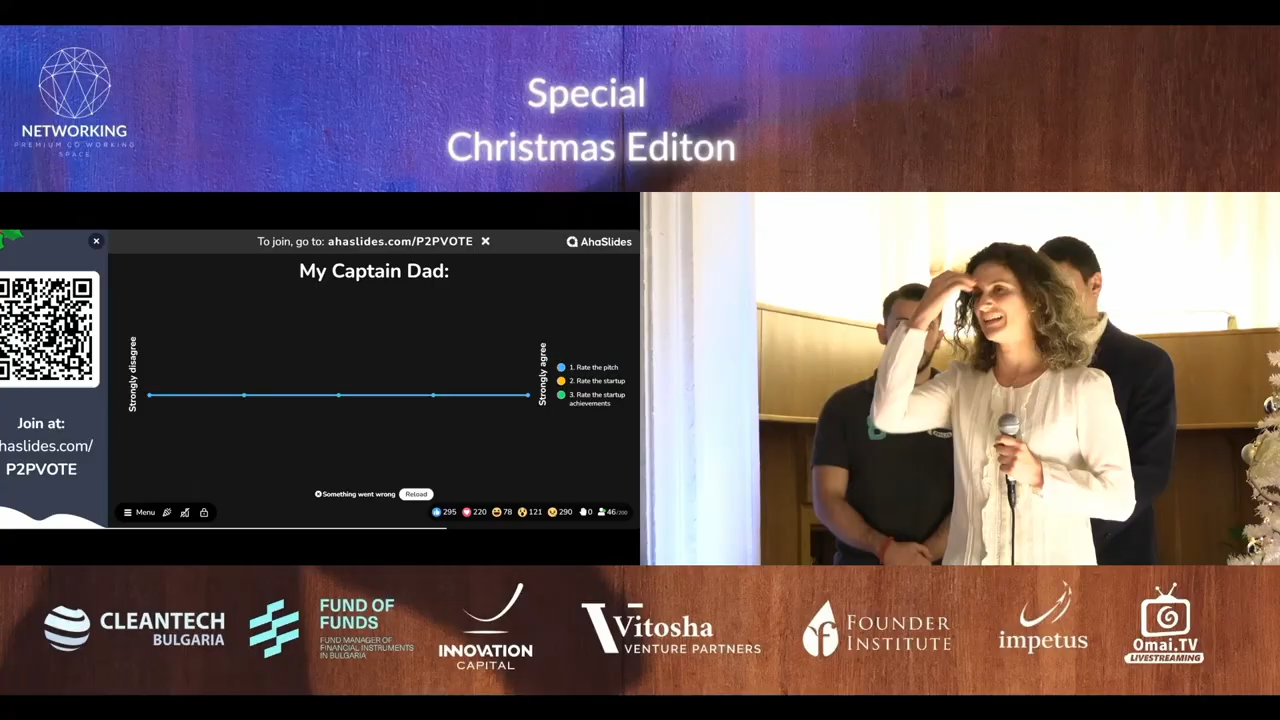 NETWORKING
PREMIUM CO WORKING
SPACE
Special
Christmas Editon
To join, go to: ahaslides.com/P2PVOTE
AhaSlides
My Captain Dad:
Strongly disagree
Strongly agree
1. Rate the pitch
2. Rate the startup
3. Rate the startup
achievements
Join at:
haslides.com/
P2PVOTE
Something went wrong Reload
Menu
295 220 78 121 290 0 46/200
CLEANTECH
BULGARIA
FUND OF
FUNDS
FUND MANAGER OF
FINANCIAL INSTRUMENTS
IN BULGARIA
INNOVATION
CAPITAL
Vitosha
VENTURE PARTNERS
FOUNDER
INSTITUTE
impetus
Omai.TV
LIVESTREAMING